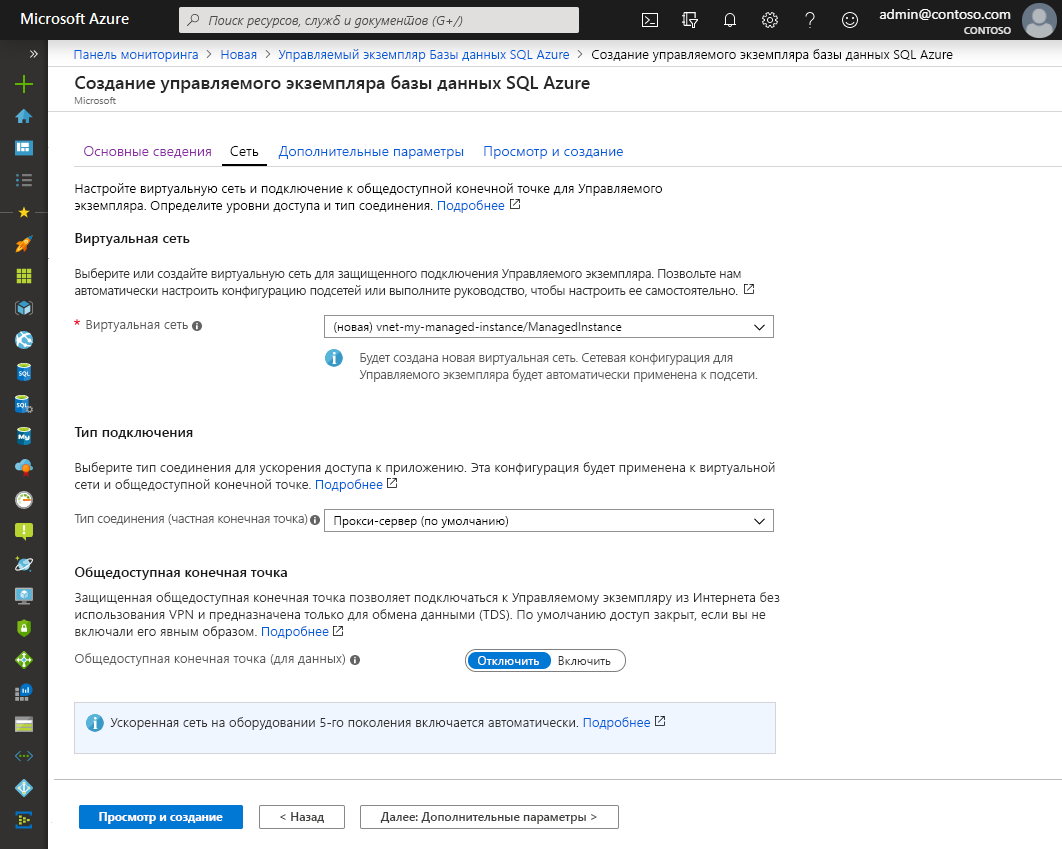 Microsoft Azure
Поиск ресурсов, служб и документов (G+/)
admin@contoso.com
CONTOSO
Панель мониторинга > Новая > Управляемый экземпляр Базы данных SQL Azure > Создание управляемого экземпляра базы данных SQL Azure
Создание управляемого экземпляра базы данных SQL Azure
Microsoft
Основные сведения Сеть Дополнительные параметры Просмотр и создание
Настройте виртуальную сеть и подключение к общедоступной конечной точке для Управляемого
экземпляра. Определите уровни доступа и тип соединения. Подробнее
Виртуальная сеть
Выберите или создайте виртуальную сеть для защищенного подключения Управляемого экземпляра. Позвольте нам
автоматически настроить конфигурацию подсетей или выполните руководство, чтобы настроить ее самостоятельно.
* Виртуальная сеть
(новая) vnet-my-managed-instance/ManagedInstance
Будет создана новая виртуальная сеть. Сетевая конфигурация для
Управляемого экземпляра будет автоматически применена к подсети.
Тип подключения
Выберите тип соединения для ускорения доступа к приложению. Эта конфигурация будет применена к виртуальной
сети и общедоступной конечной точке. Подробнее
Тип соединения (частная конечная точка)
Прокси-сервер (по умолчанию)
Общедоступная конечная точка
Защищенная общедоступная конечная точка позволяет подключаться к Управляемому экземпляру из Интернета без
использования VPN и предназначена только для обмена данными (TDS). По умолчанию доступ закрыт, если вы не
включали его явным образом. Подробнее
Общедоступная конечная точка (для данных)
Отключить Включить
Ускоренная сеть на оборудовании 5-го поколения включается автоматически. Подробнее
Просмотр и создание
< Назад
Далее: Дополнительные параметры >
SQL
SQL
My